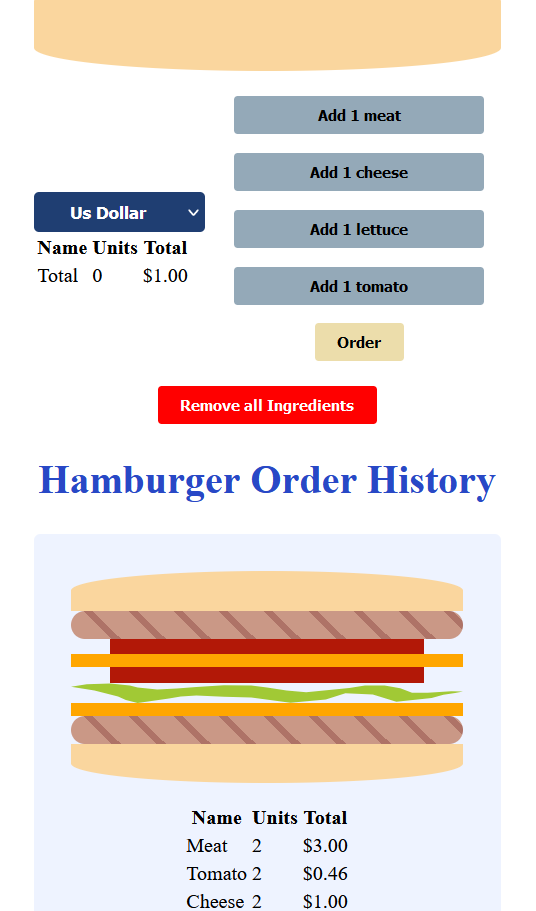 Add 1 meat
Add 1 cheese
Us Dollar
Add 1 lettuce
Name Units Total
Total 0 $1.00
Add 1 tomato
Order
Remove all Ingredients
Hamburger Order History
Name Units Total
Meat 2 $3.00
Tomato 2 $0.46
Cheese 2 $1.00